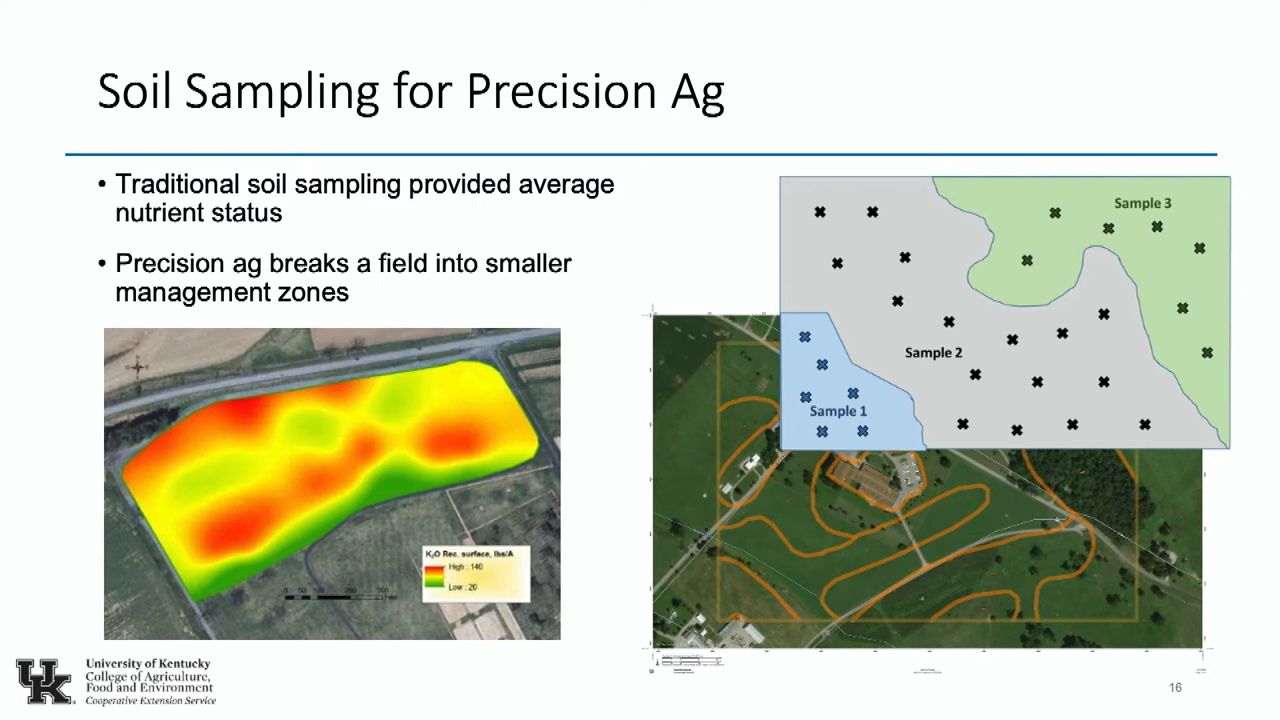 Soil Sampling for Precision Ag
• Traditional soil sampling provided average
nutrient status
• Precision ag breaks a field into smaller
management zones
Sample 3
Sample 2
Sample 1
K₂O Rec. surface, lbs/A
High : 140
Low : 20
UK
University of Kentucky
College of Agriculture,
Food and Environment
Cooperative Extension Service
16